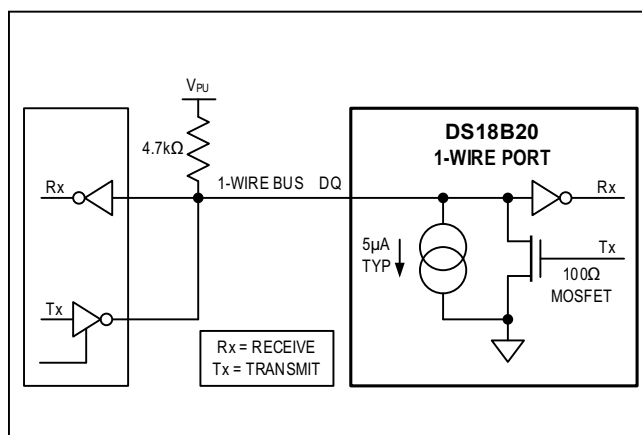 VPU
4.7kΩ
DS18B20
1-WIRE PORT
Rx
1-WIRE BUS DQ
Rx
5µA
TYP
Tx
100Ω
MOSFET
Tx
Rx = RECEIVE
Tx = TRANSMIT